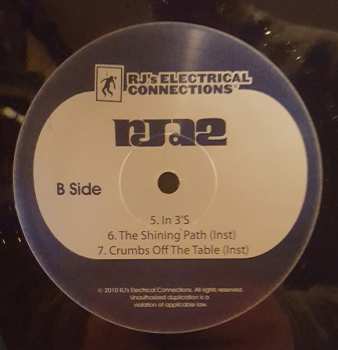 RJ's ELECTRICAL
CONNECTIONS
RJD2
B Side
5. In 3'S
6. The Shining Path (Inst)
7. Crumbs Off The Table (Inst)
© 2010 RJ's Electrical Connections. All rights reserved.
Unauthorized duplication is a
violation of applicable law.